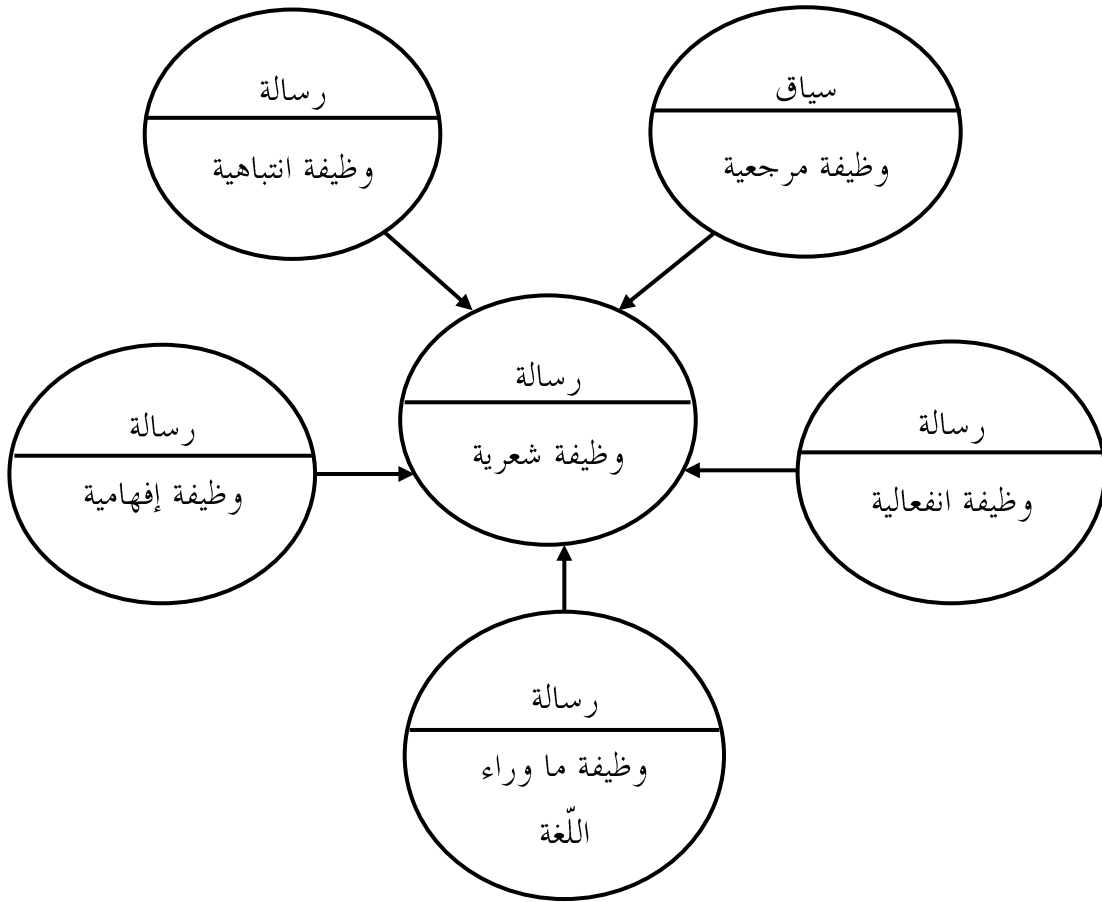 سياق
وظيفة مرجعية
رسالة
وظيفة انتباهية
رسالة
وظيفة شعرية
رسالة
وظيفة انفعالية
رسالة
وظيفة إفهامية
رسالة
وظيفة ما وراء
اللّغة